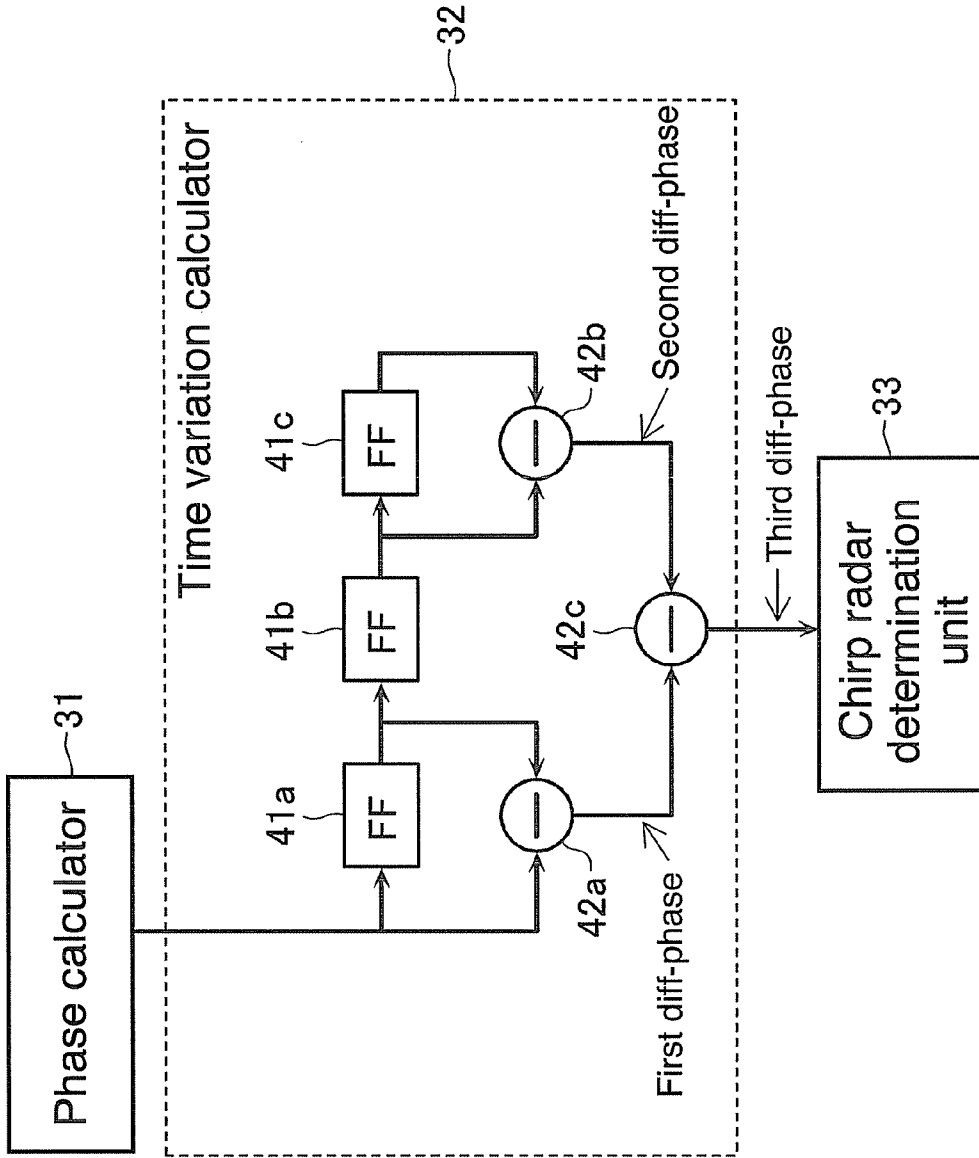 Phase calculator
31
32
Time variation calculator
41a
41b
41c
FF
FF
FF
42a
42b
First diff-phase
42c
Second diff-phase
Third diff-phase
33
Chirp radar
determination
unit